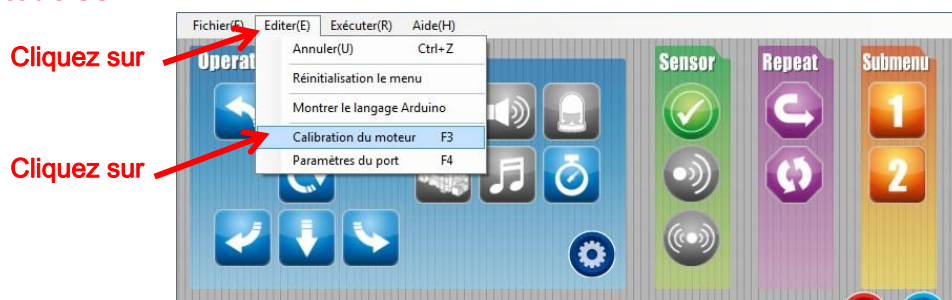 Fichier(F) Editer(E) Exécuter(R) Aide(H)
Cliquez sur
Annuler(U) Ctrl+Z
Réinitialisation le menu
Montrer le langage Arduino
Calibration du moteur F3
Cliquez sur
Paramètres du port F4
Operat
Sensor
Repeat
Submenu
1
2